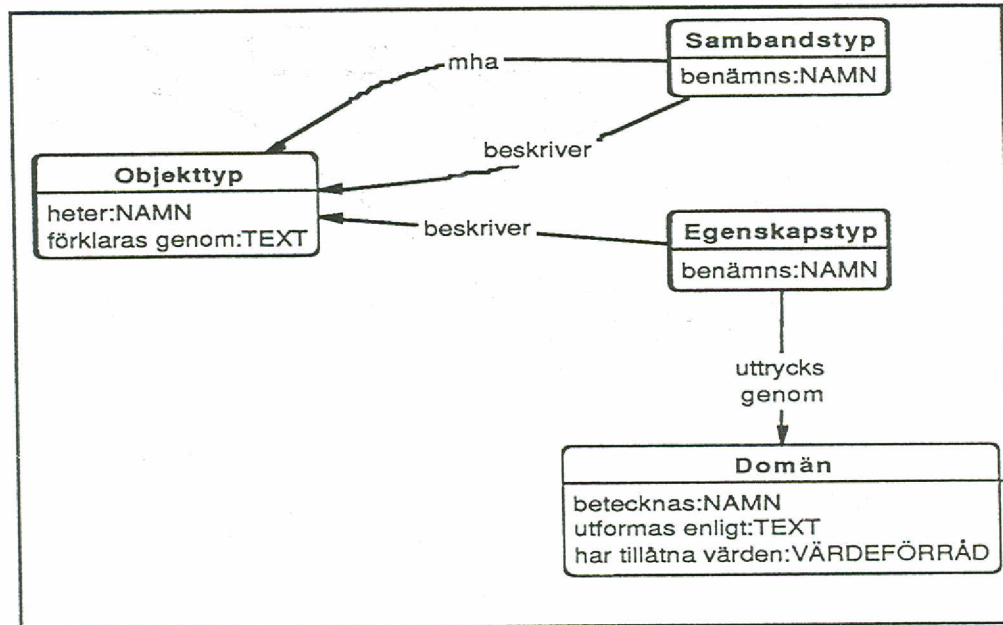 Sambandstyp
benämns:NAMN
mha
beskriver
Objekttyp
heter:NAMN
förklaras genom:TEXT
beskriver
Egenskapstyp
benämns:NAMN
uttrycks
genom
Domän
betecknas:NAMN
utformas enligt:TEXT
har tillåtna värden:VÄRDEFÖRRÅD